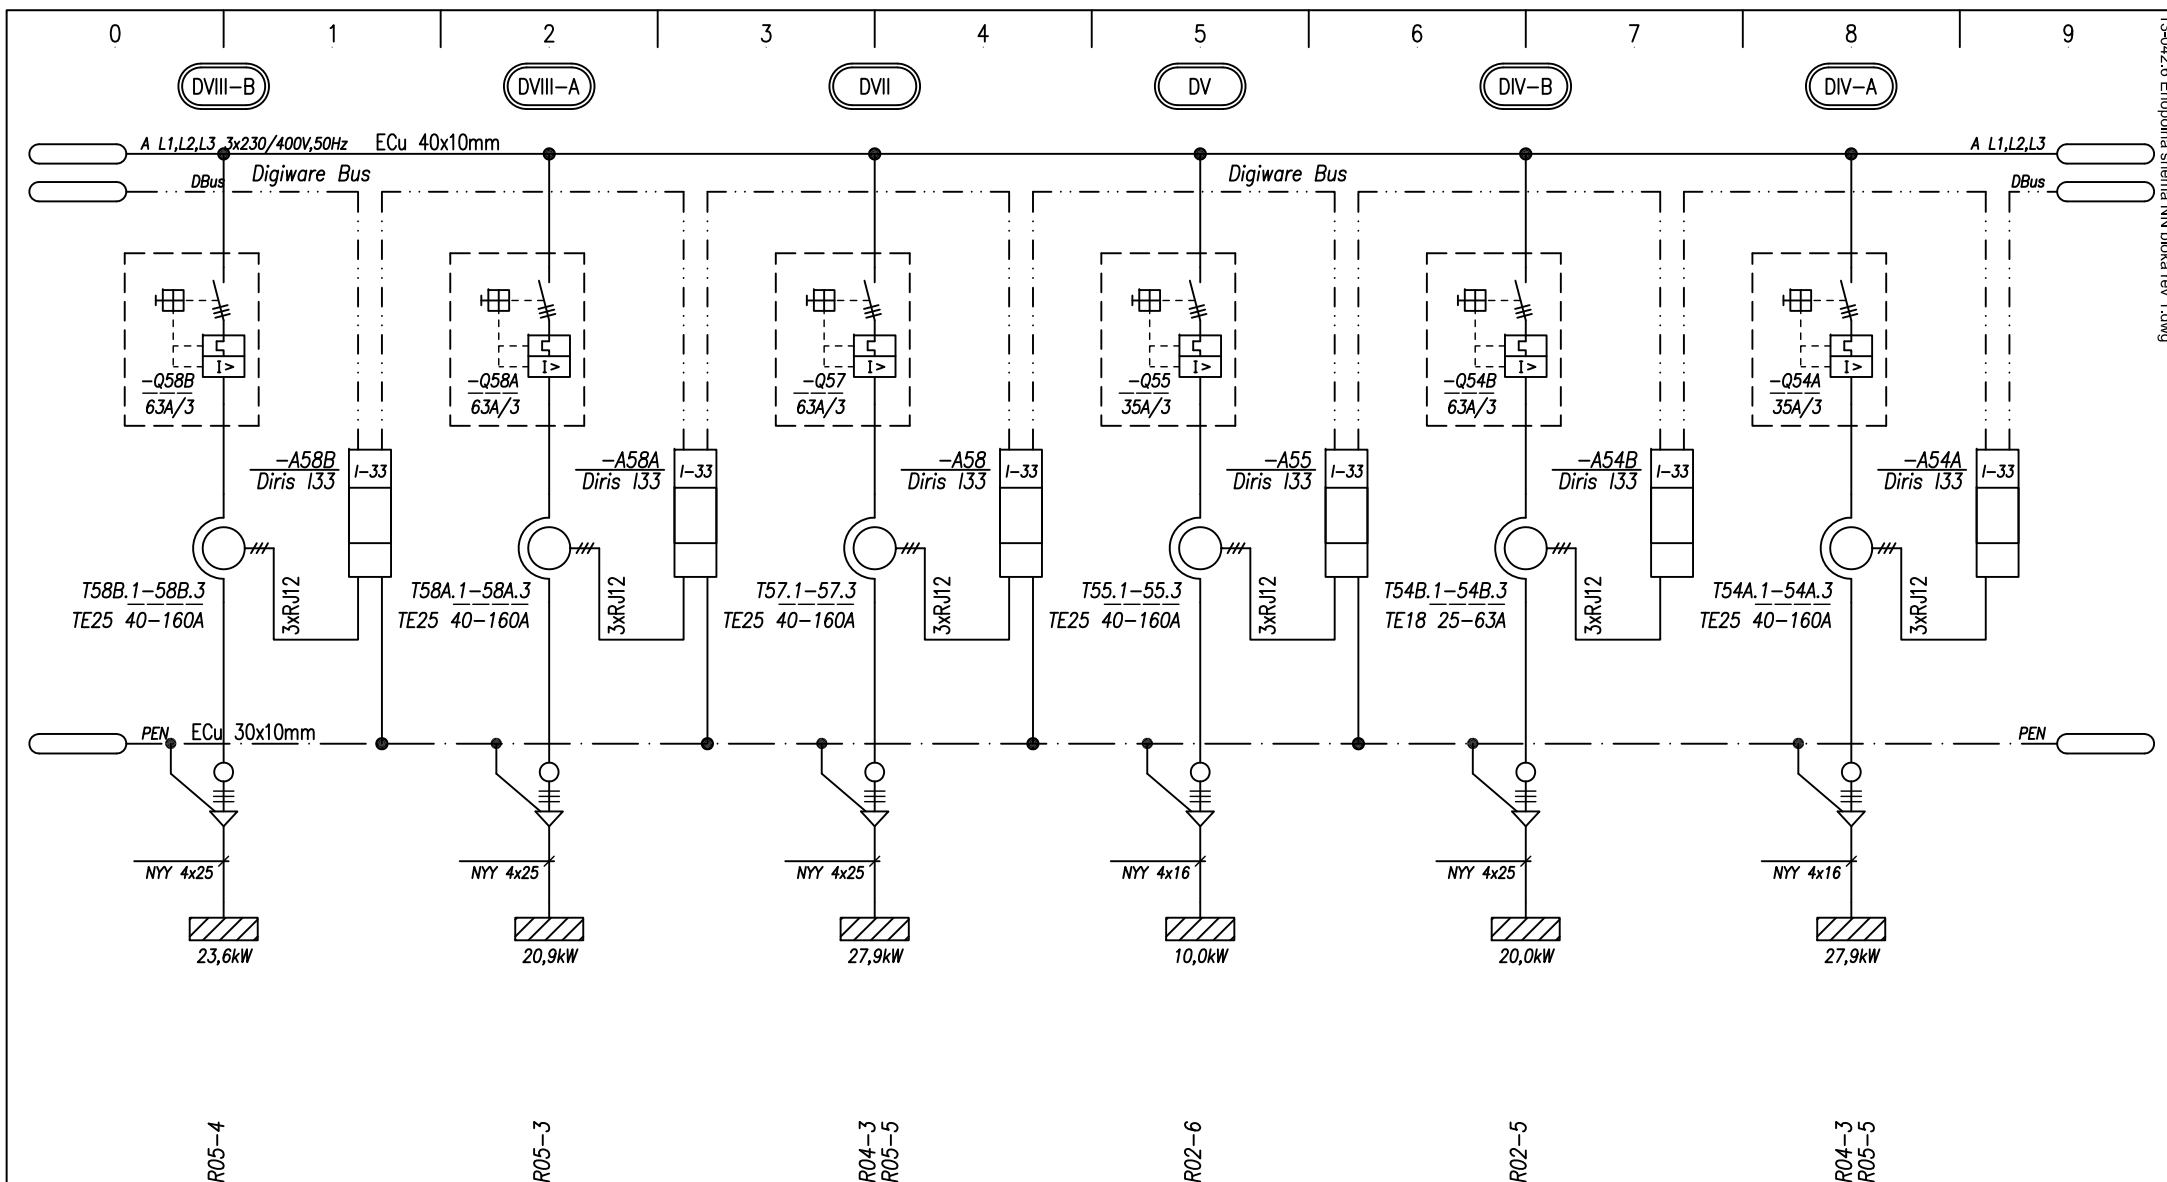 0 1 2 3 4 5 6 7 8 9
DVIII-B DVIII-A DVII DV DIV-B DIV-A
A L1,L2,L3 3x230/400V,50Hz ECu 40x10mm A L1,L2,L3
DBus Digiware Bus Digiware Bus DBus
I> I> I> I> I> I>
-Q58B -Q58A -Q57 -Q55 -Q54B -Q54A
63A/3 63A/3 63A/3 35A/3 63A/3 35A/3
-A58B I-33 -A58A I-33 -A58 I-33 -A55 I-33 -A54B I-33 -A54A I-33
Diris I33 Diris I33 Diris I33 Diris I33 Diris I33 Diris I33
T58B.1-58B.3 T58A.1-58A.3 T57.1-57.3 T55.1-55.3 T54B.1-54B.3 T54A.1-54A.3
TE25 40-160A TE25 40-160A TE25 40-160A TE25 40-160A TE18 25-63A TE25 40-160A
3xRJ12 3xRJ12 3xRJ12 3xRJ12 3xRJ12 3xRJ12
PEN ECu 30x10mm PEN
NYY 4x25 NYY 4x25 NYY 4x25 NYY 4x16 NYY 4x25 NYY 4x16
23,6kW 20,9kW 27,9kW 10,0kW 20,0kW 27,9kW
R05-4 R05-3 R04-3 R02-6 R02-5 R04-3
R05-5 R05-5